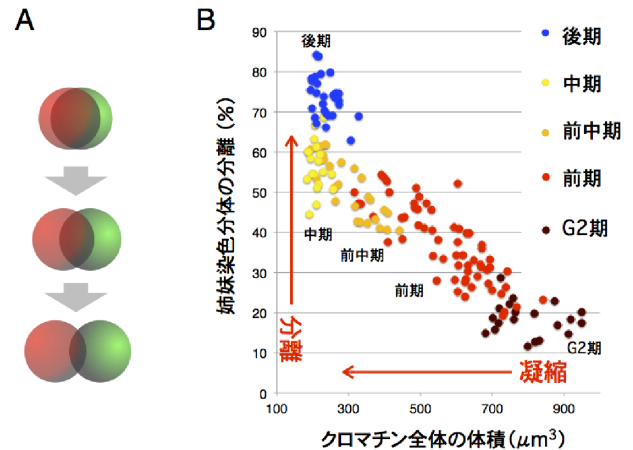 A
B
姉妹染色分体の分離 (%)
90
80
70
60
50
40
30
20
10
0
100
300
500
700
900
クロマチン全体の体積(μm³)
後期
中期
前中期
前期
G2期
分離
凝縮
後期
中期
前中期
前期
G2期